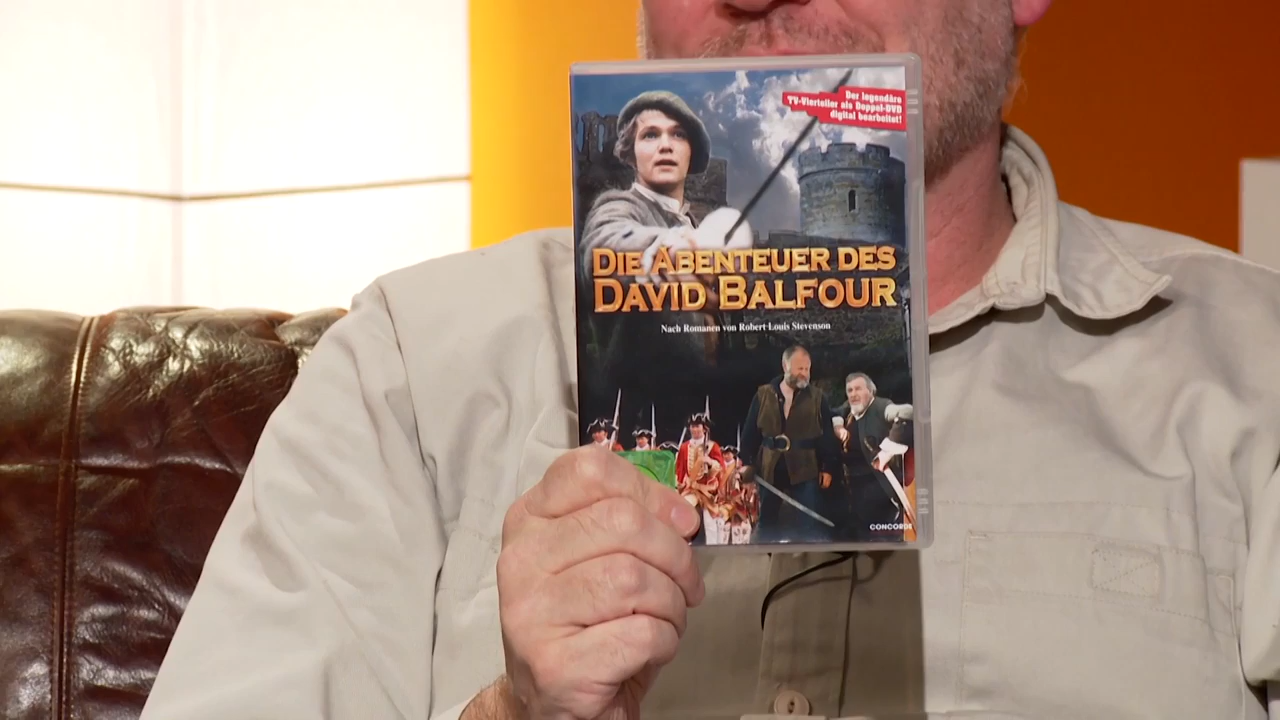 Der legendäre
TV-Vierteiler als Doppel-DVD
digital bearbeitet!
DIE ABENTEUER DES
DAVID BALFOUR
Nach Romanen von Robert Louis Stevenson
CONCORDE